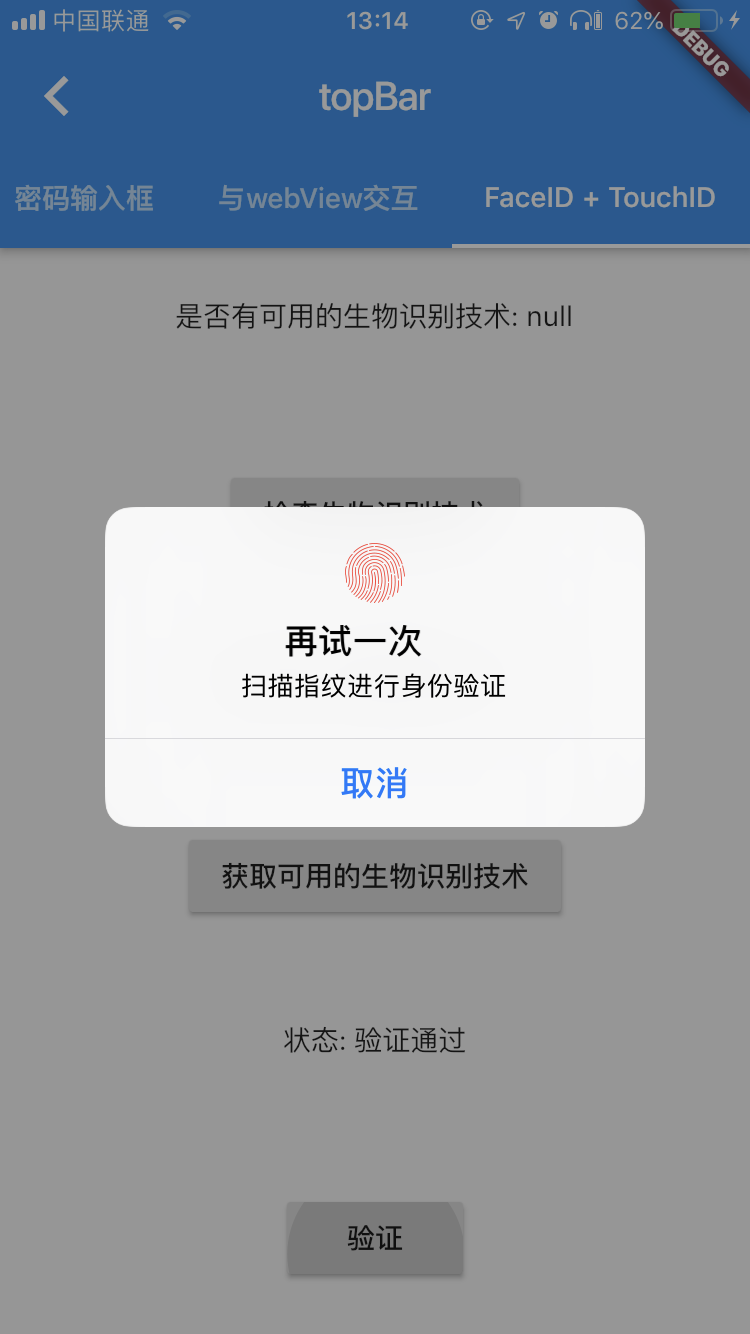 中国联通 13:14 62%
DEBUG
topBar
密码输入框 与webView交互 FaceID + TouchID
是否有可用的生物识别技术: null
再试一次
扫描指纹进行身份验证
取消
获取可用的生物识别技术
状态: 验证通过
验证